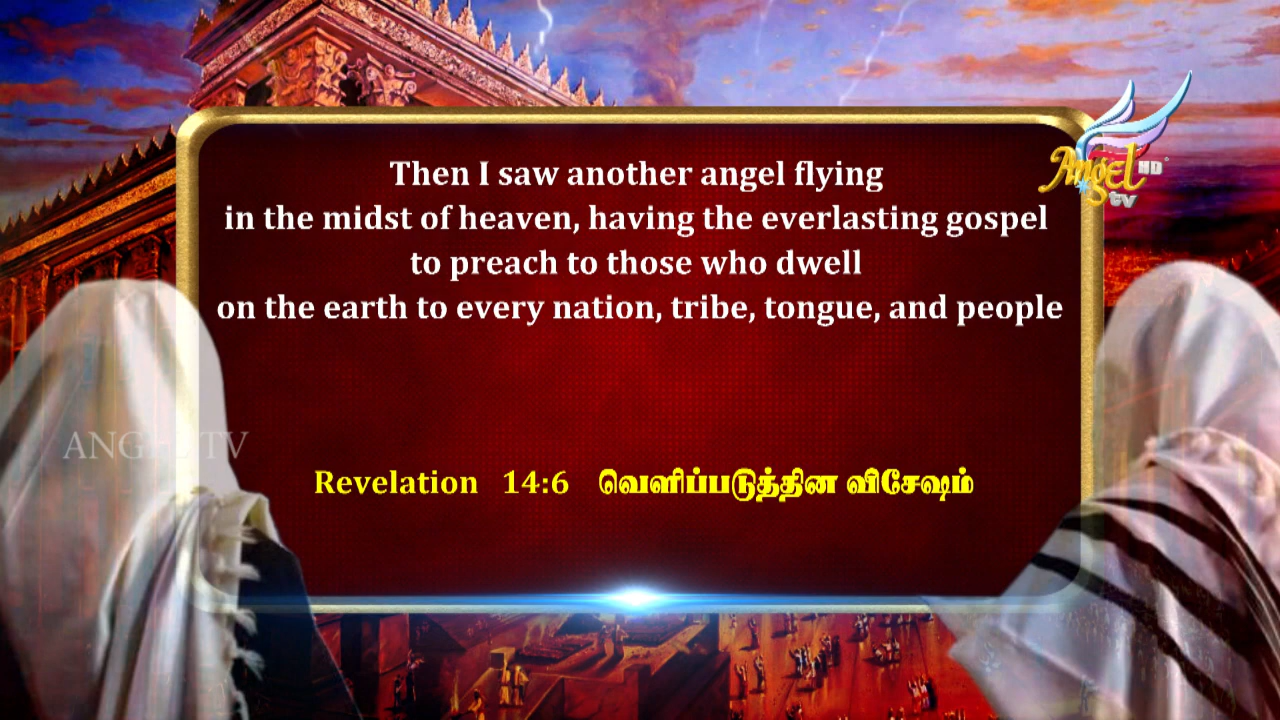 Then I saw another angel flying
in the midst of heaven, having the everlasting gospel
to preach to those who dwell
on the earth to every nation, tribe, tongue, and people
Angel HD
tv
ANGEL TV
Revelation 14:6 வெளிப்படுத்தின விசேஷம்